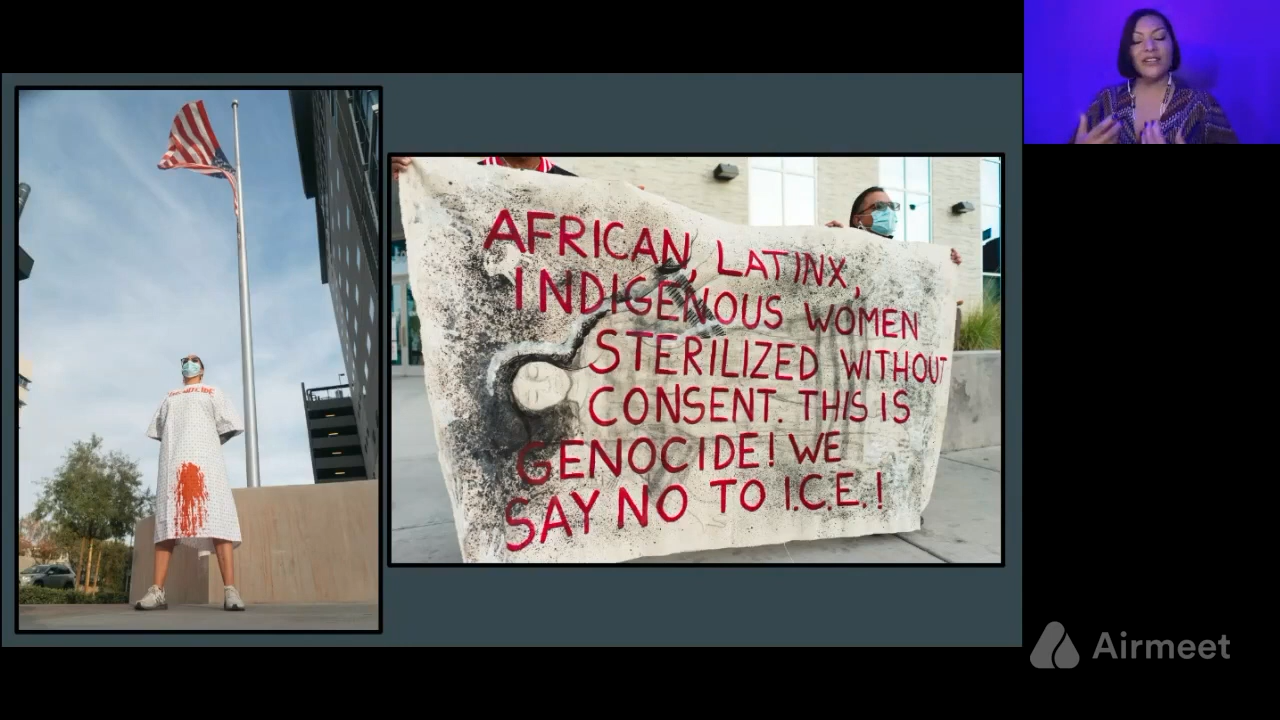 AFRICAN, LATINX,
INDIGENOUS WOMEN
STERILIZED WITHOUT
CONSENT. THIS IS
GENOCIDE! WE
SAY NO TO I.C.E.!
Airmeet